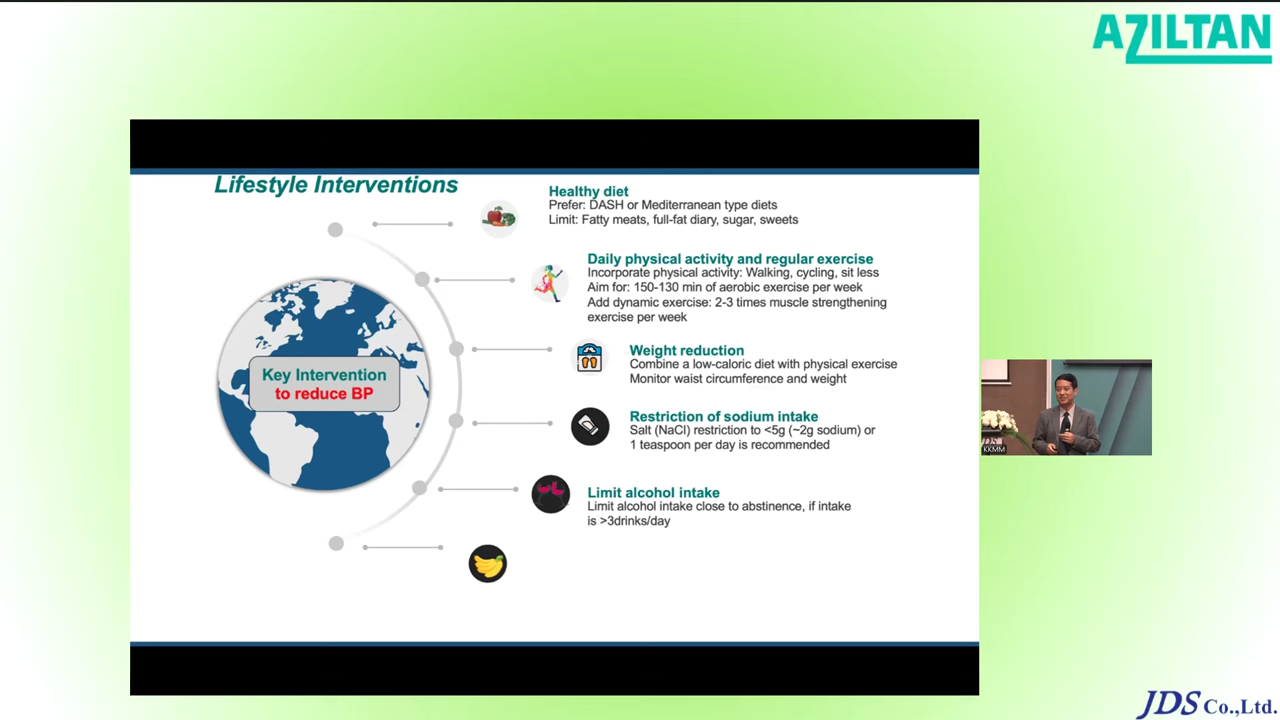 AZILTAN
Lifestyle Interventions
Healthy diet
Prefer: DASH or Mediterranean type diets
Limit: Fatty meats, full-fat diary, sugar, sweets
Daily physical activity and regular exercise
Incorporate physical activity: Walking, cycling, sit less
Aim for: 150-130 min of aerobic exercise per week
Add dynamic exercise: 2-3 times muscle strengthening
exercise per week
Key Intervention
to reduce BP
Weight reduction
Combine a low-caloric diet with physical exercise
Monitor waist circumference and weight
Restriction of sodium intake
Salt (NaCl) restriction to <5g (~2g sodium) or
1 teaspoon per day is recommended
Limit alcohol intake
Limit alcohol intake close to abstinence, if intake
is >3drinks/day
KKMM
JDS Co.,Ltd.